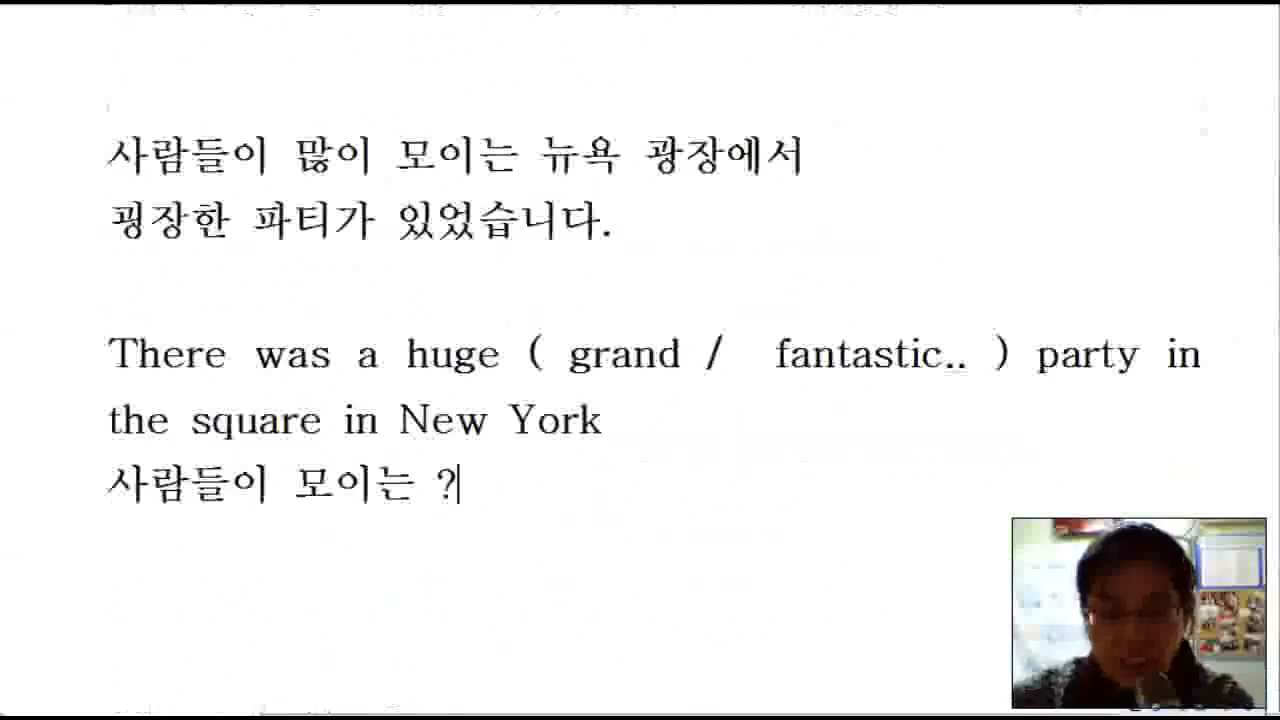 사람들이 많이 모이는 뉴욕 광장에서
굉장한 파티가 있었습니다.
There was a huge ( grand / fantastic.. ) party in
the square in New York
사람들이 모이는 ?